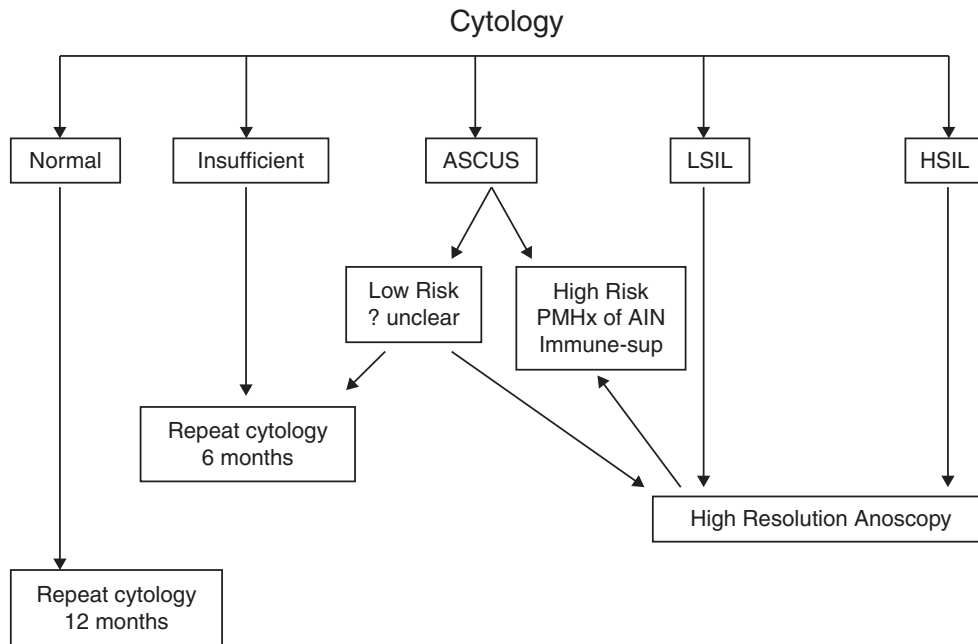 Cytology
Normal
Insufficient
ASCUS
LSIL
HSIL
Low Risk
? unclear
High Risk
PMHx of AIN
Immune-sup
Repeat cytology
6 months
High Resolution Anoscopy
Repeat cytology
12 months